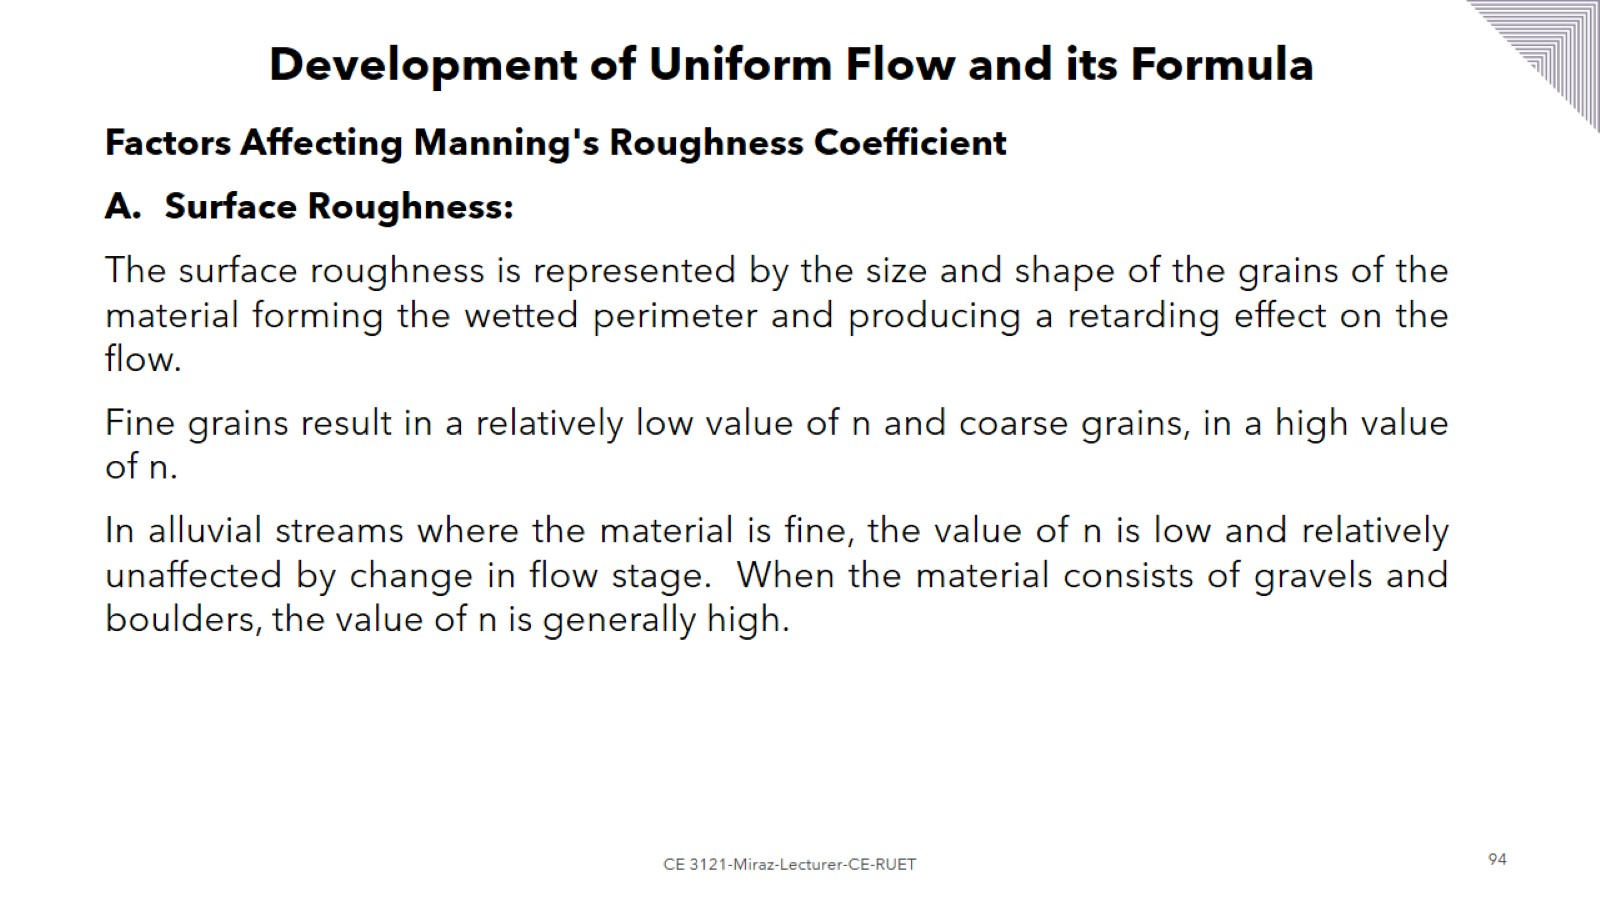 Development of Uniform Flow and its Formula
Factors Affecting Manning's Roughness Coefficient
A. Surface Roughness:
The surface roughness is represented by the size and shape of the grains of the
material forming the wetted perimeter and producing a retarding effect on the
flow.
Fine grains result in a relatively low value of n and coarse grains, in a high value
of n.
In alluvial streams where the material is fine, the value of n is low and relatively
unaffected by change in flow stage.  When the material consists of gravels and
boulders, the value of n is generally high.
CE 3121-Miraz-Lecturer-CE-RUET
94